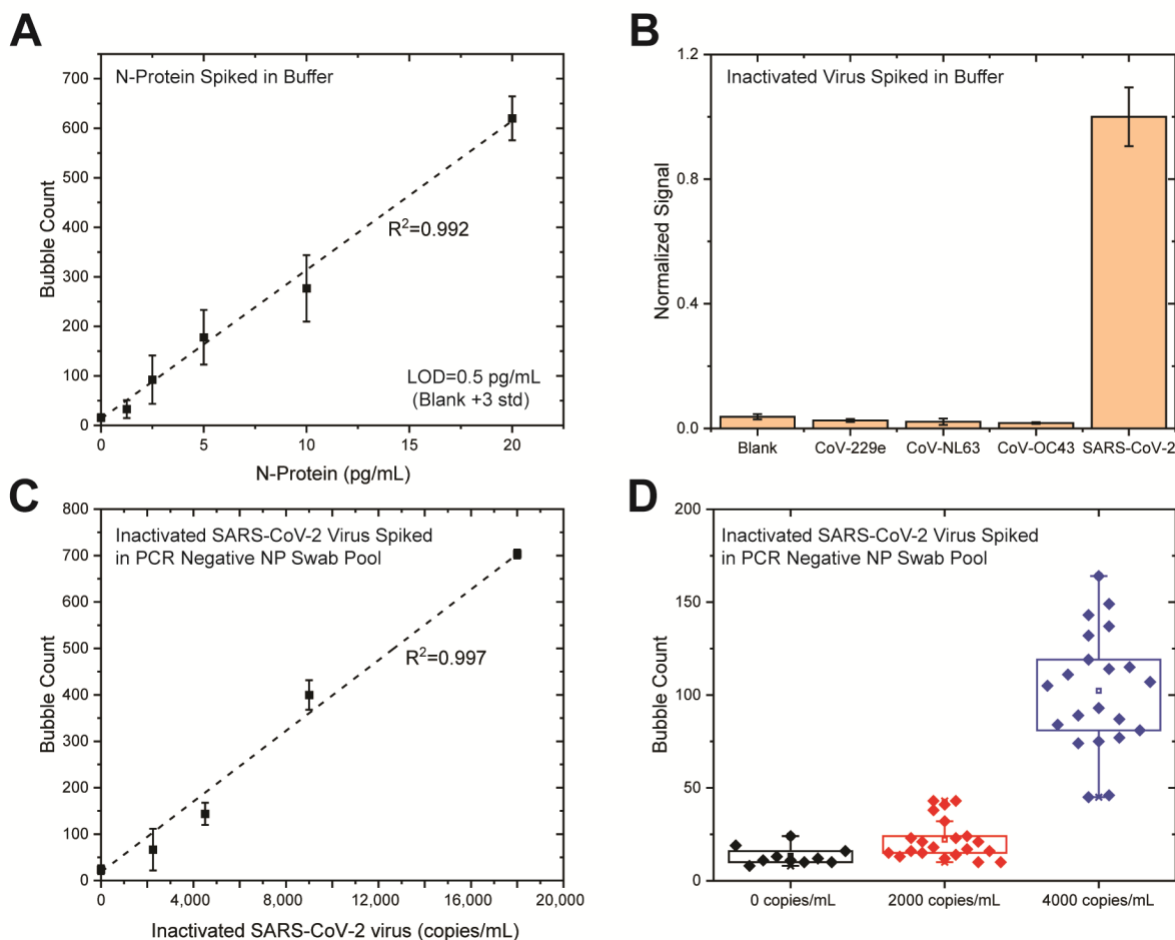 A
N-Protein Spiked in Buffer
700
600
500
400
300
200
100
0
Bubble Count
R²=0.992
LOD=0.5 pg/mL
(Blank +3 std)
0 5 10 15 20
N-Protein (pg/mL)
B
Inactivated Virus Spiked in Buffer
1.2
0.8
0.4
0.0
Normalized Signal
Blank CoV-229e CoV-NL63 CoV-OC43 SARS-CoV-2
C
Inactivated SARS-CoV-2 Virus Spiked
in PCR Negative NP Swab Pool
800
700
600
500
400
300
200
100
0
Bubble Count
R²=0.997
0 4,000 8,000 12,000 16,000 20,000
Inactivated SARS-CoV-2 virus (copies/mL)
D
Inactivated SARS-CoV-2 Virus Spiked
in PCR Negative NP Swab Pool
200
150
100
50
0
Bubble Count
0 copies/mL 2000 copies/mL 4000 copies/mL